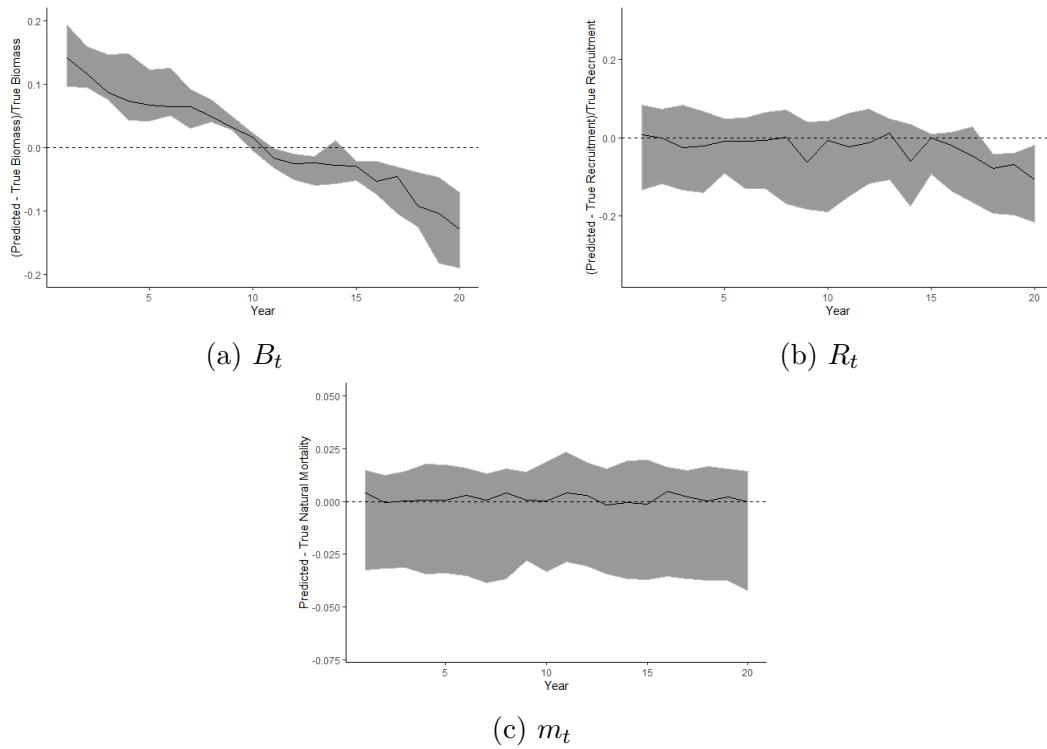 (Predicted - True Biomass)/True Biomass
0.2
0.1
0.0
-0.1
-0.2
5
10
15
20
Year
(a) B_t
(Predicted - True Recruitment)/True Recruitment
0.2
0.0
-0.2
5
10
15
20
Year
(b) R_t
Predicted - True Natural Mortality
0.050
0.025
0.000
-0.025
-0.050
-0.075
5
10
15
20
Year
(c) m_t